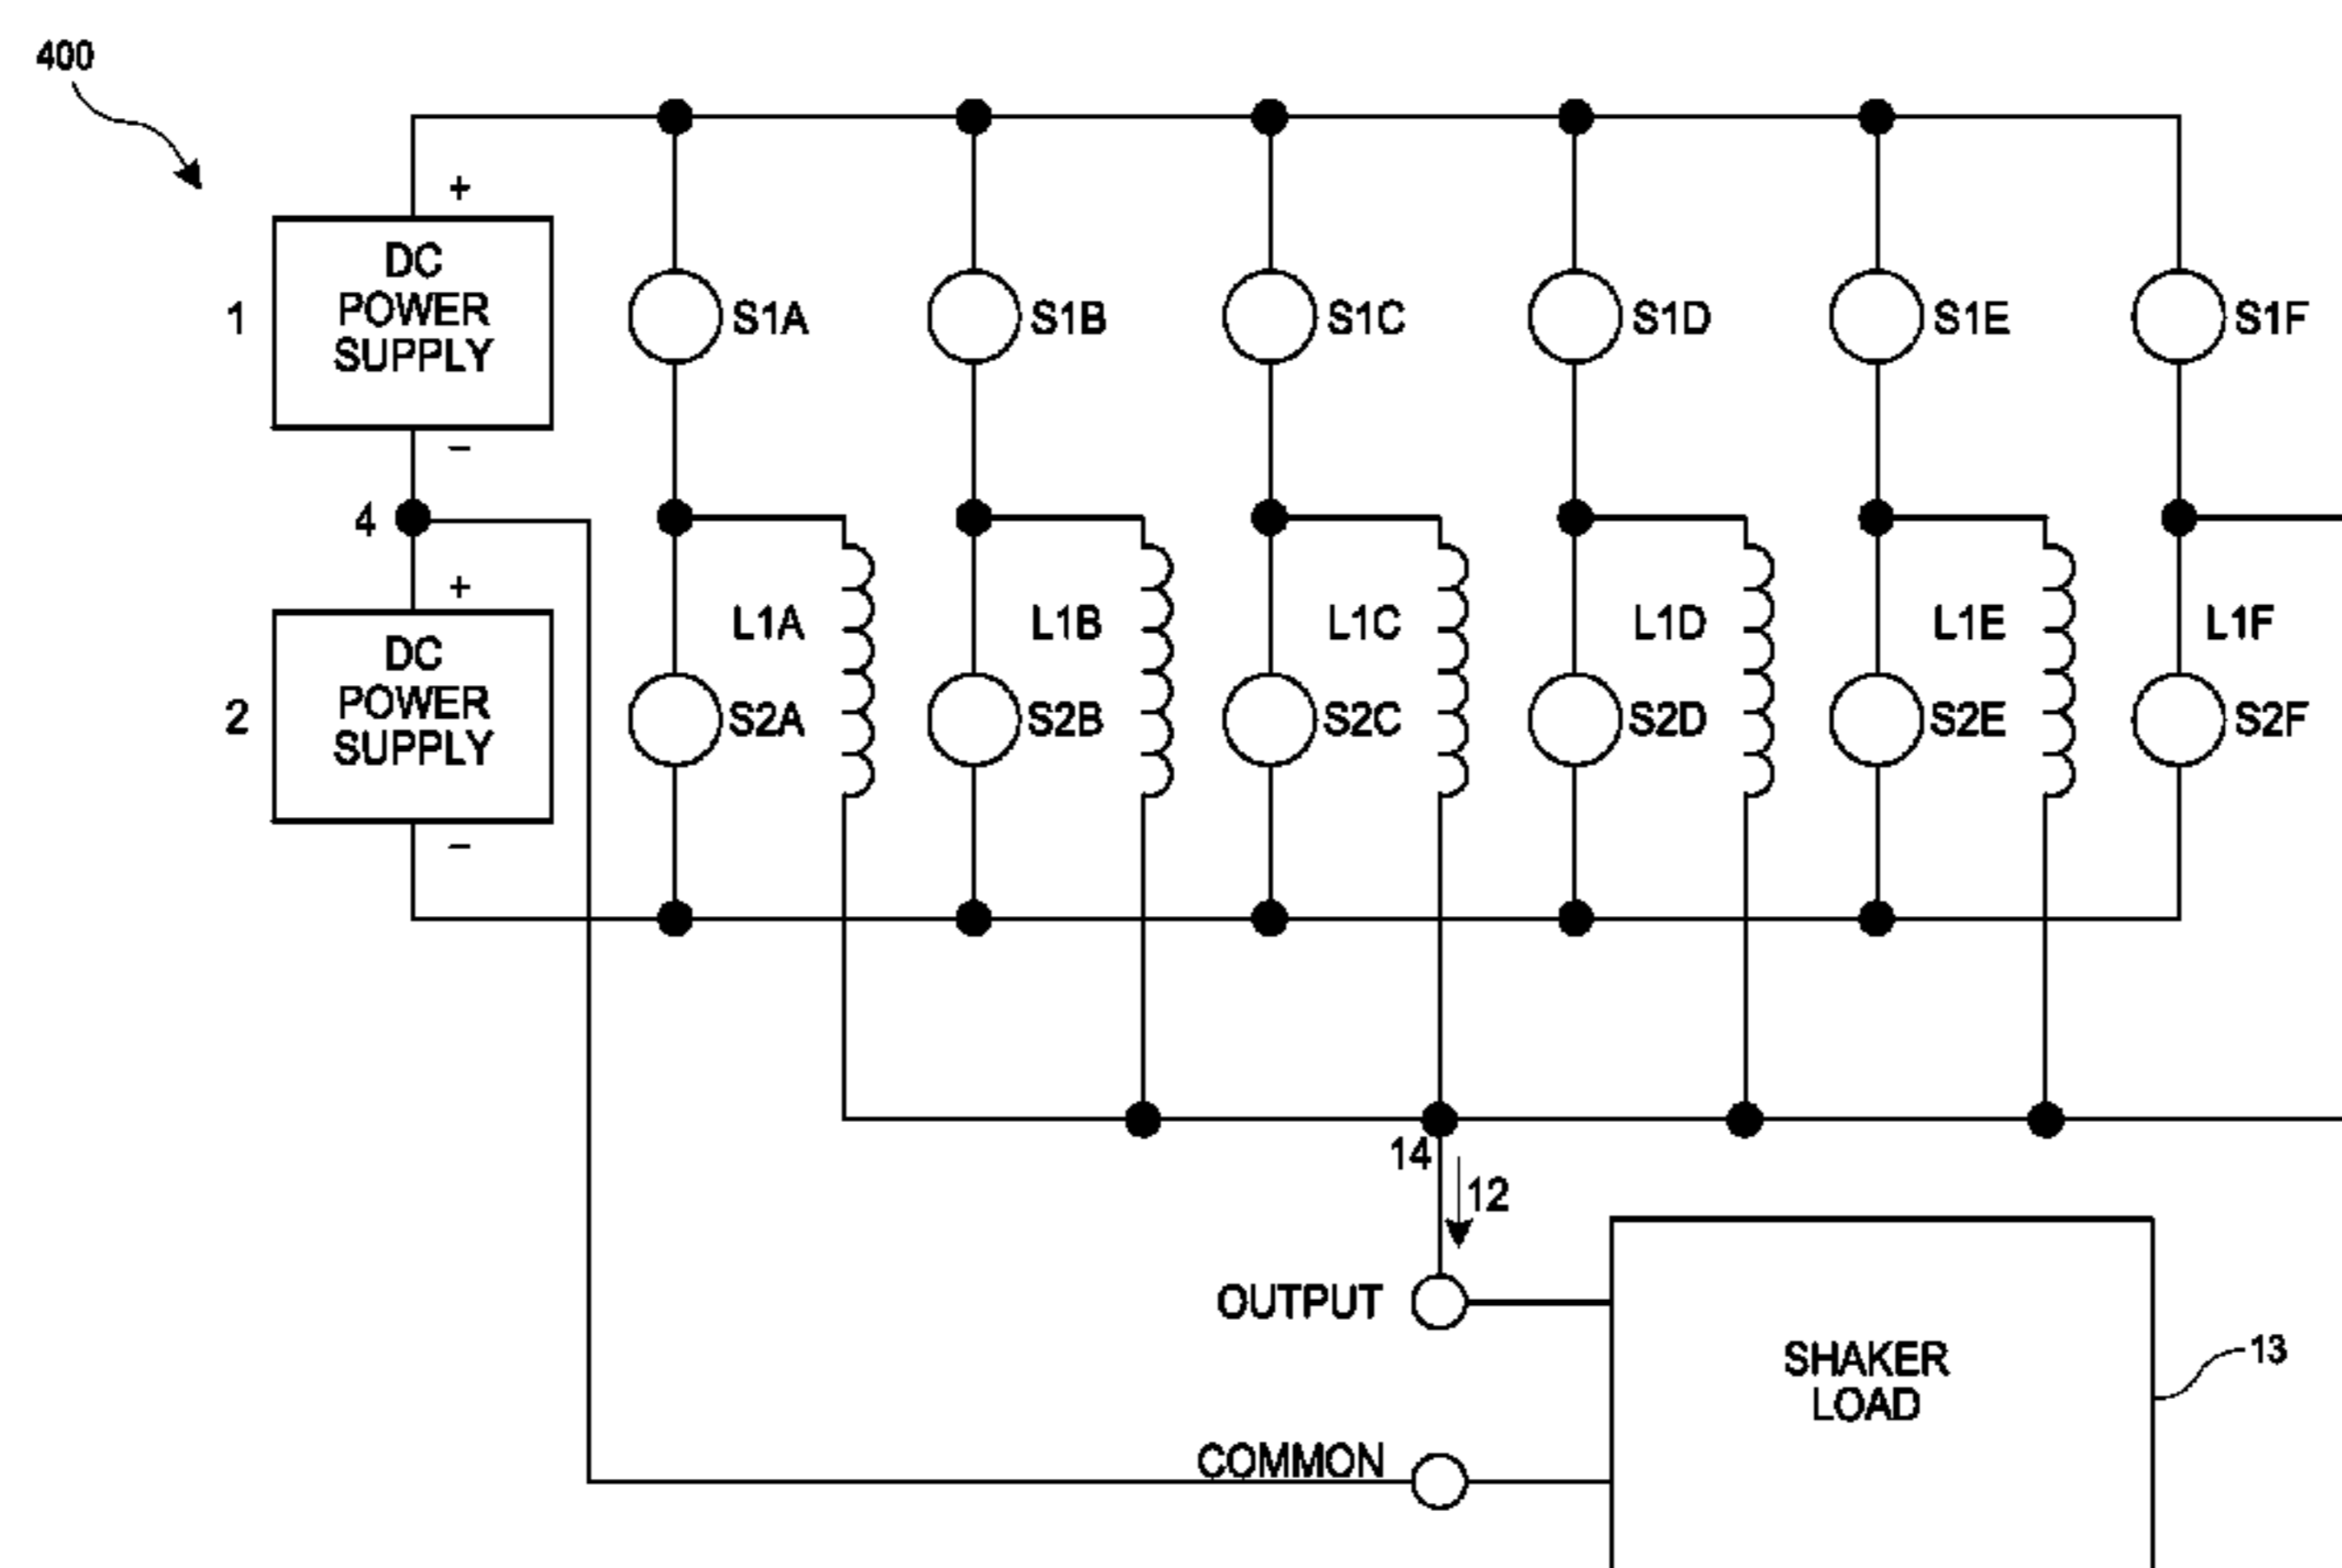 400
+
DC
POWER
SUPPLY
1
−
S1A
S1B
S1C
S1D
S1E
S1F
4
+
DC
POWER
SUPPLY
2
−
L1A
L1B
L1C
L1D
L1E
L1F
S2A
S2B
S2C
S2D
S2E
S2F
14
12
OUTPUT
SHAKER
LOAD
13
COMMON